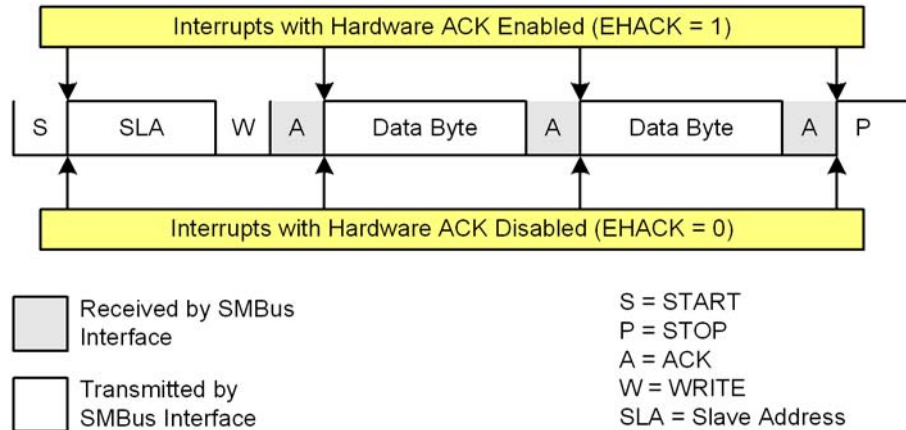 Interrupts with Hardware ACK Enabled (EHACK = 1)
S SLA W A Data Byte A Data Byte A P
Interrupts with Hardware ACK Disabled (EHACK = 0)
Received by SMBus
Interface
Transmitted by
SMBus Interface
S = START
P = STOP
A = ACK
W = WRITE
SLA = Slave Address